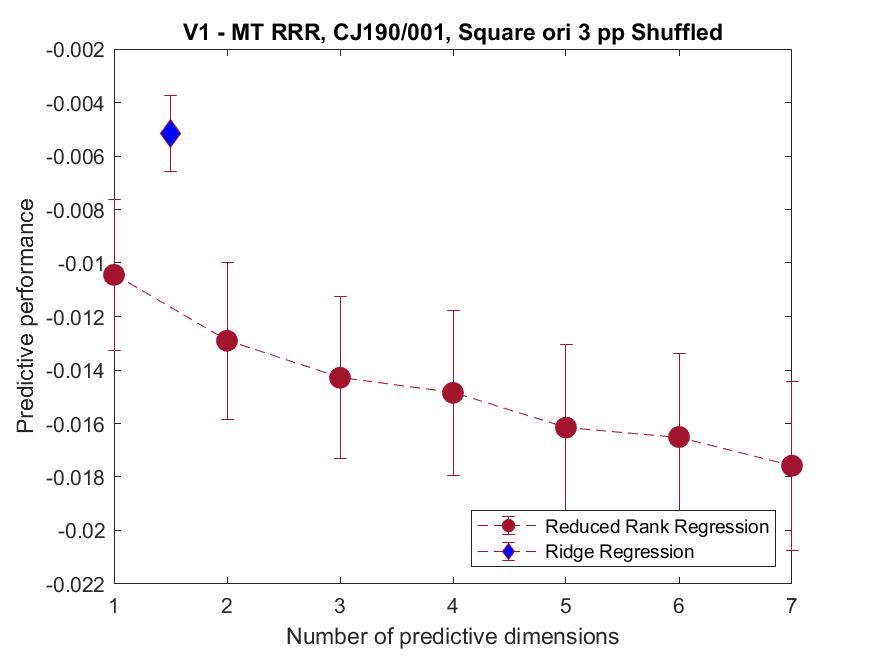 V1 - MT RRR, CJ190/001, Square ori 3 pp Shuffled
Predictive performance
-0.002
-0.004
-0.006
-0.008
-0.01
-0.012
-0.014
-0.016
-0.018
-0.02
-0.022
Reduced Rank Regression
Ridge Regression
1 2 3 4 5 6 7
Number of predictive dimensions